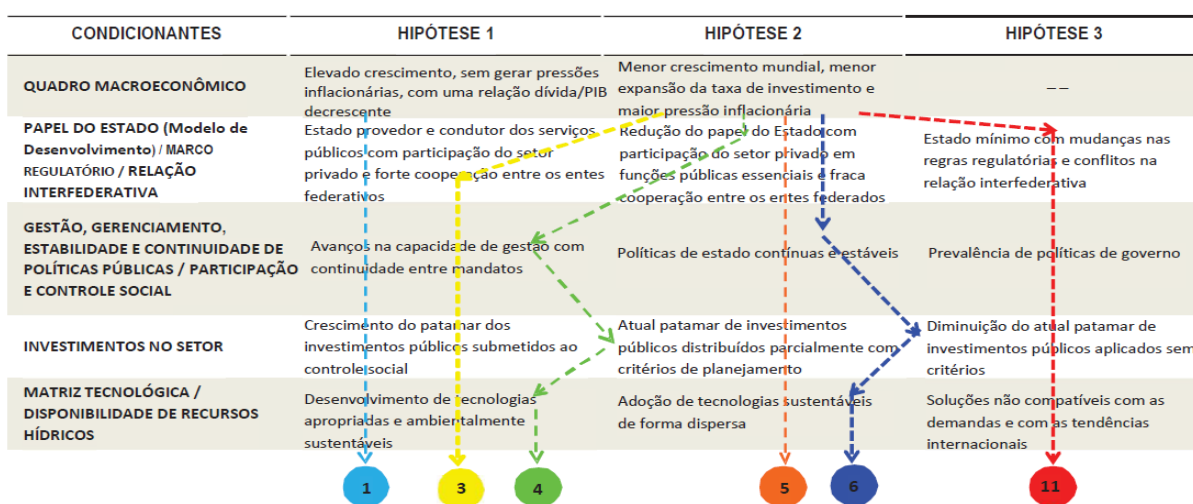 CONDICIONANTES
HIPÓTESE 1
HIPÓTESE 2
HIPÓTESE 3
QUADRO MACROECONÔMICO
Elevado crescimento, sem gerar pressões
inflacionárias, com uma relação dívida/PIB
decrescente
Menor crescimento mundial, menor
expansão da taxa de investimento e
maior pressão inflacionária
– –
PAPEL DO ESTADO (Modelo de
Desenvolvimento) / MARCO
REGULATÓRIO / RELAÇÃO
INTERFEDERATIVA
Estado provedor e condutor dos serviços
públicos com participação do setor
privado e forte cooperação entre os entes
federativos
Redução do papel do Estado com
participação do setor privado em
funções públicas essenciais e fraca
cooperação entre os entes federados
Estado mínimo com mudanças nas
regras regulatórias e conflitos na
relação interfederativa
GESTÃO, GERENCIAMENTO,
ESTABILIDADE E CONTINUIDADE DE
POLÍTICAS PÚBLICAS / PARTICIPAÇÃO
E CONTROLE SOCIAL
Avanços na capacidade de gestão com
continuidade entre mandatos
Políticas de estado contínuas e estáveis
Prevalência de políticas de governo
INVESTIMENTOS NO SETOR
Crescimento do patamar dos
investimentos públicos submetidos ao
controle social
Atual patamar de investimentos
públicos distribuídos parcialmente com
critérios de planejamento
Diminuição do atual patamar de
investimentos públicos aplicados sem
critérios
MATRIZ TECNOLÓGICA /
DISPONIBILIDADE DE RECURSOS
HÍDRICOS
Desenvolvimento de tecnologias
apropriadas e ambientalmente
sustentáveis
Adoção de tecnologias sustentáveis
de forma dispersa
Soluções não compatíveis com as
demandas e com as tendências
internacionais
1
3
4
5
6
11